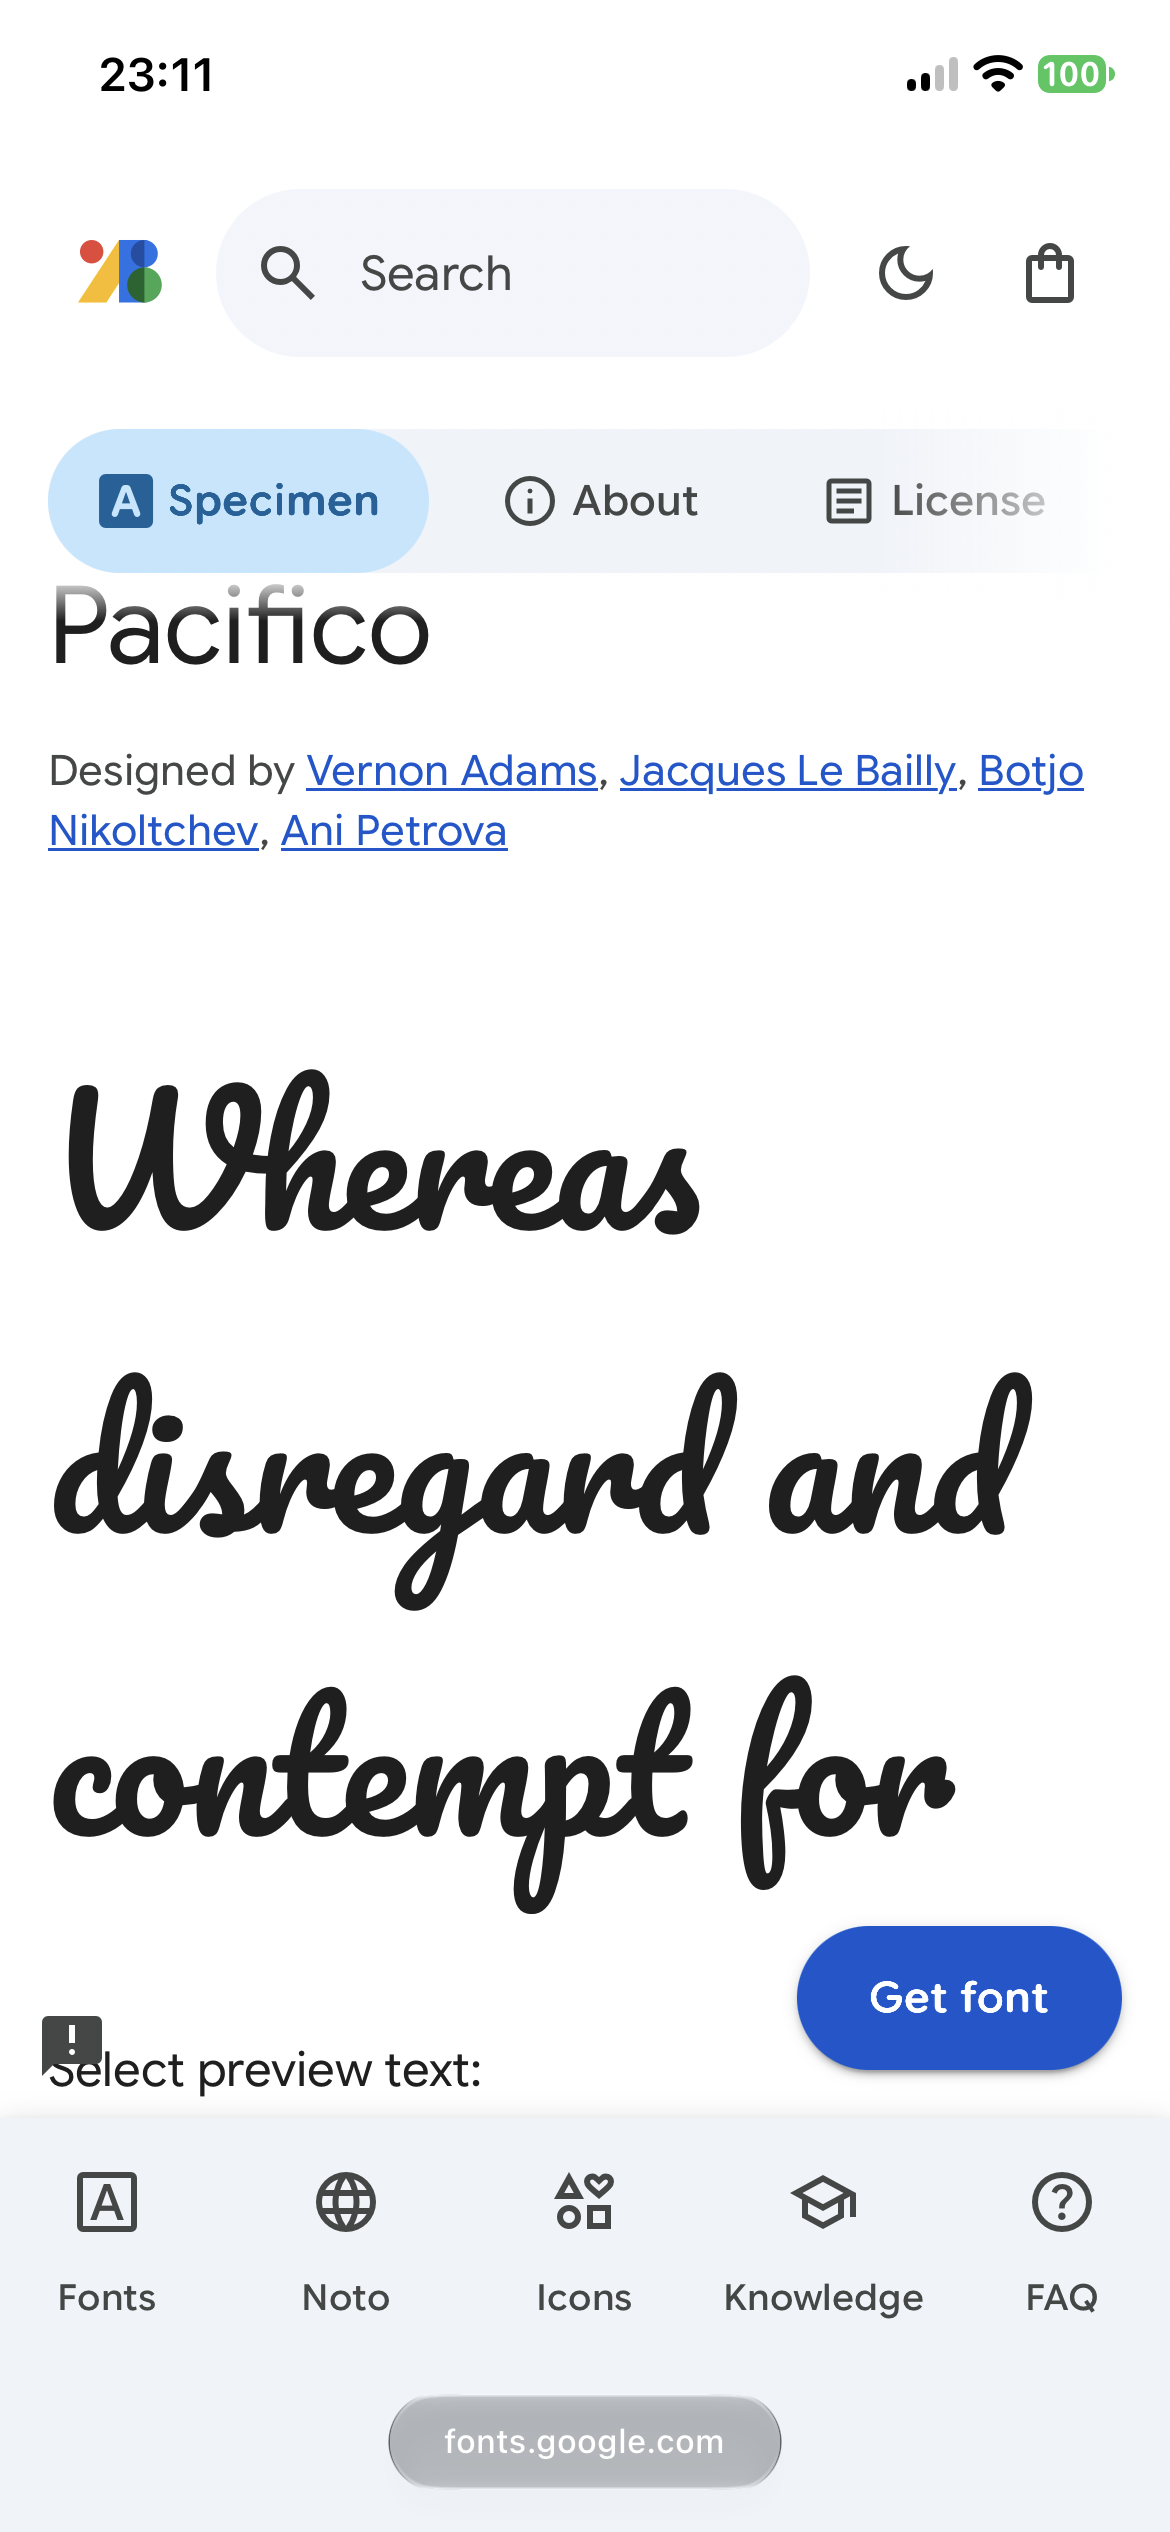 23:11
100
Search
Specimen
About
License
Pacifico
Designed by Vernon Adams, Jacques Le Bailly, Botjo
Nikoltchev, Ani Petrova
Whereas
disregard and
contempt for
Get font
Select preview text:
Fonts
Noto
Icons
Knowledge
FAQ
fonts.google.com